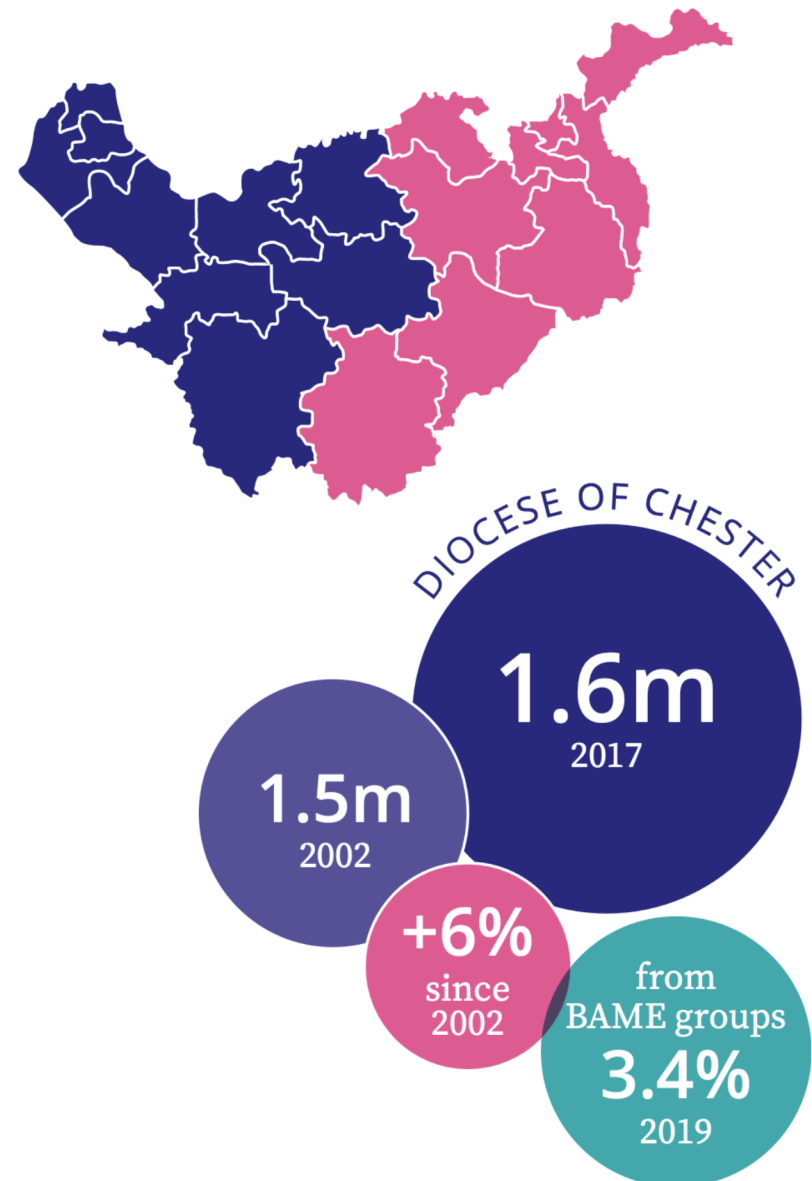 DIOCESE OF CHESTER
1.6m
2017
1.5m
2002
+6%
since
2002
from
BAME groups
3.4%
2019